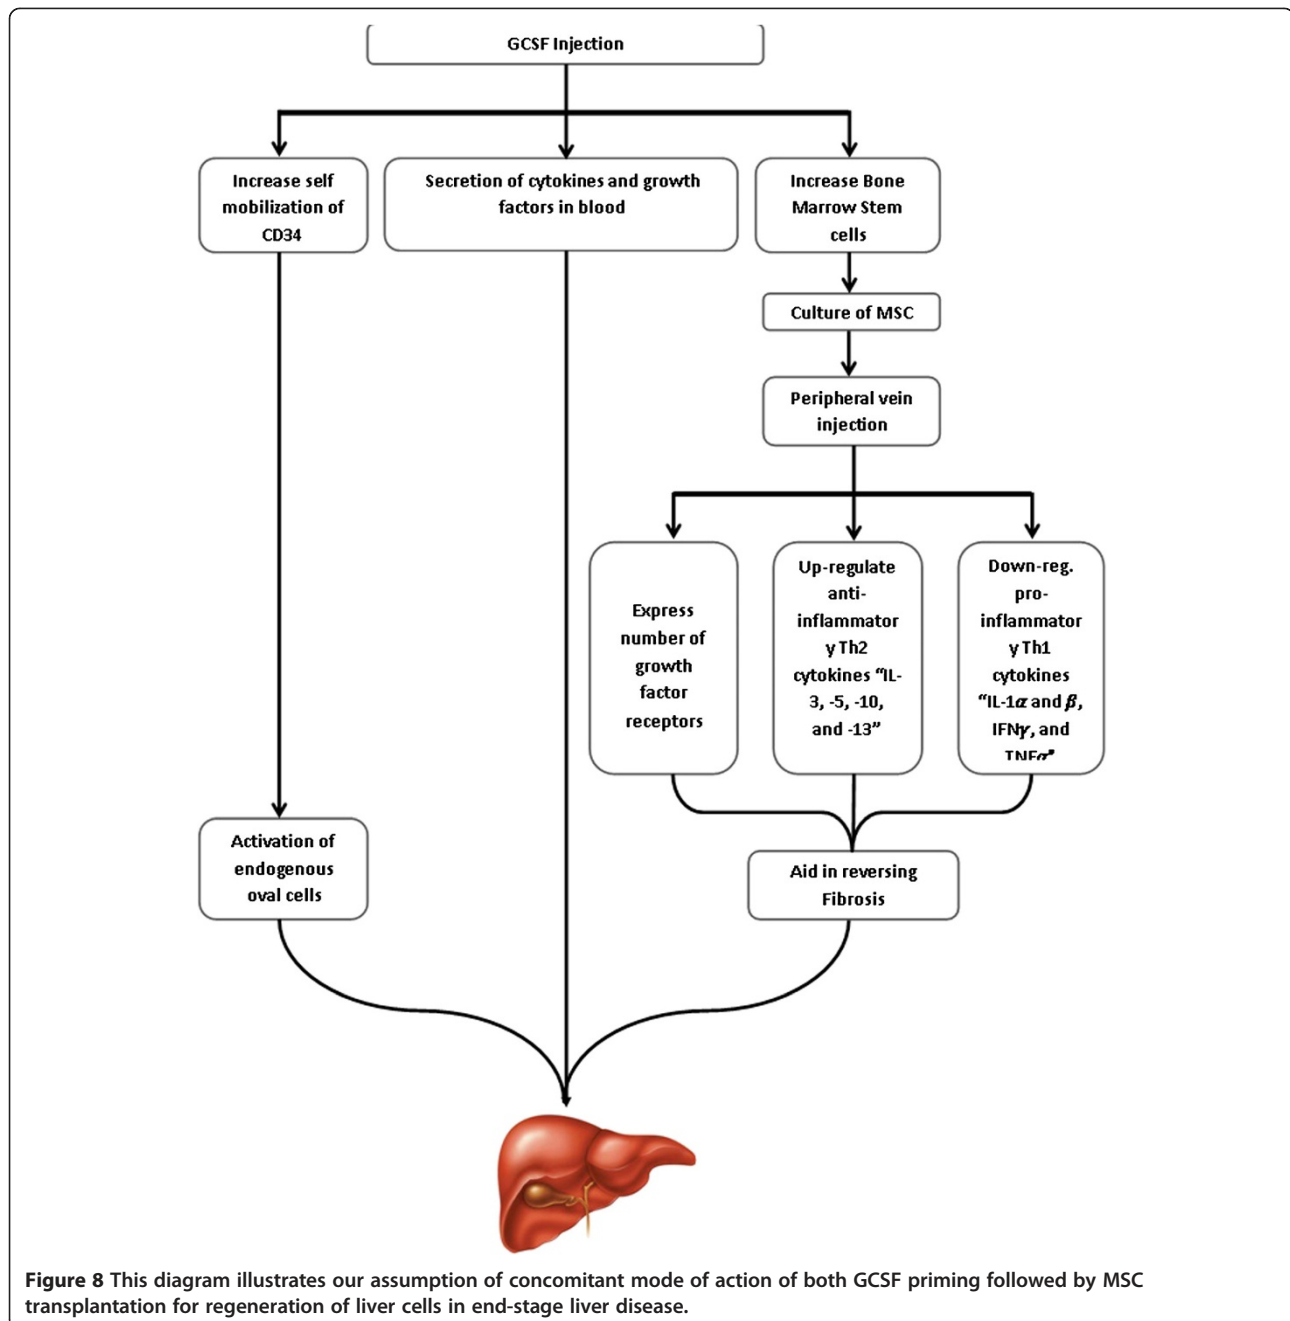 GCSF Injection
Increase self
mobilization of
CD34
Secretion of cytokines and growth
factors in blood
Increase Bone
Marrow Stem
cells
Culture of MSC
Peripheral vein
injection
Express
number of
growth
factor
receptors
Up-regulate
anti-
inflammator
y Th2
cytokines “IL-
3, -5, -10,
and -13”
Down-reg.
pro-
inflammator
y Th1
cytokines
“IL-1α and β,
IFNγ, and
TNFα”
Activation of
endogenous
oval cells
Aid in reversing
Fibrosis
Figure 8 This diagram illustrates our assumption of concomitant mode of action of both GCSF priming followed by MSC
transplantation for regeneration of liver cells in end-stage liver disease.